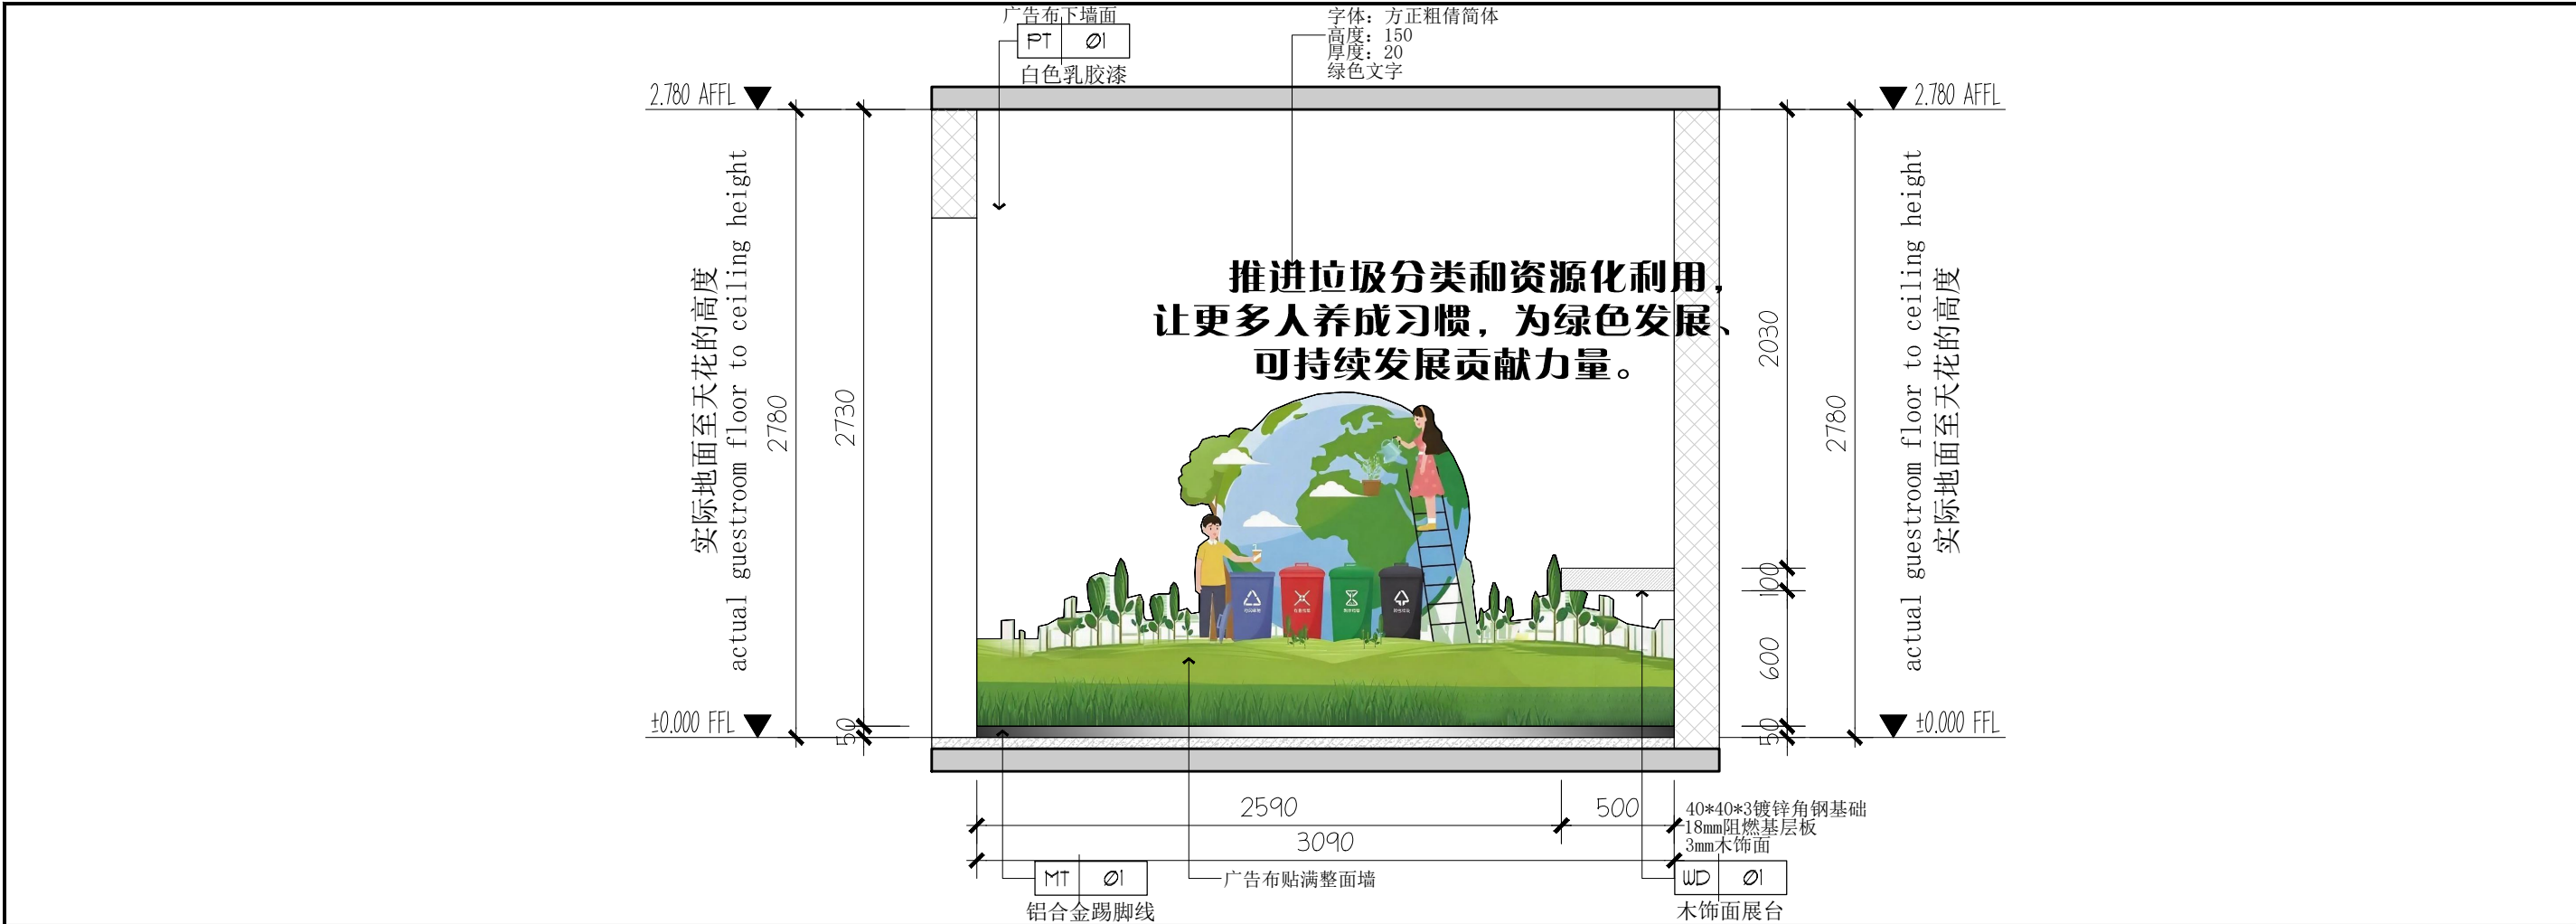 广告布下墙面
PT Ø1
白色乳胶漆
字体：方正粗倩简体
高度：150
厚度：20
绿色文字
2.780 AFFL
2.780 AFFL
实际地面至天花的高度
actual guestroom floor to ceiling height
2780
2730
50
±0.000 FFL
推进垃圾分类和资源化利用，
让更多人养成习惯，为绿色发展、
可持续发展贡献力量。
2030
100
600
50
2780
actual guestroom floor to ceiling height
实际地面至天花的高度
±0.000 FFL
2590
500
3090
40*40*3镀锌角钢基础
18mm阻燃基层板
3mm木饰面
MT Ø1
铝合金踢脚线
广告布贴满整面墙
WD Ø1
木饰面展台